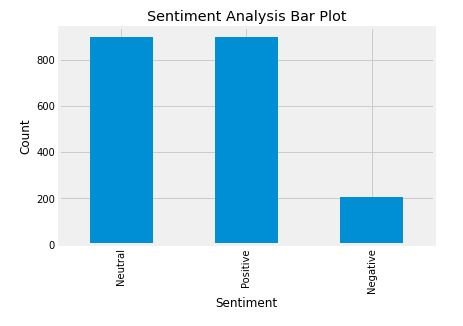 Sentiment Analysis Bar Plot
800
600
400
200
0
Count
Neutral
Positive
Negative
Sentiment